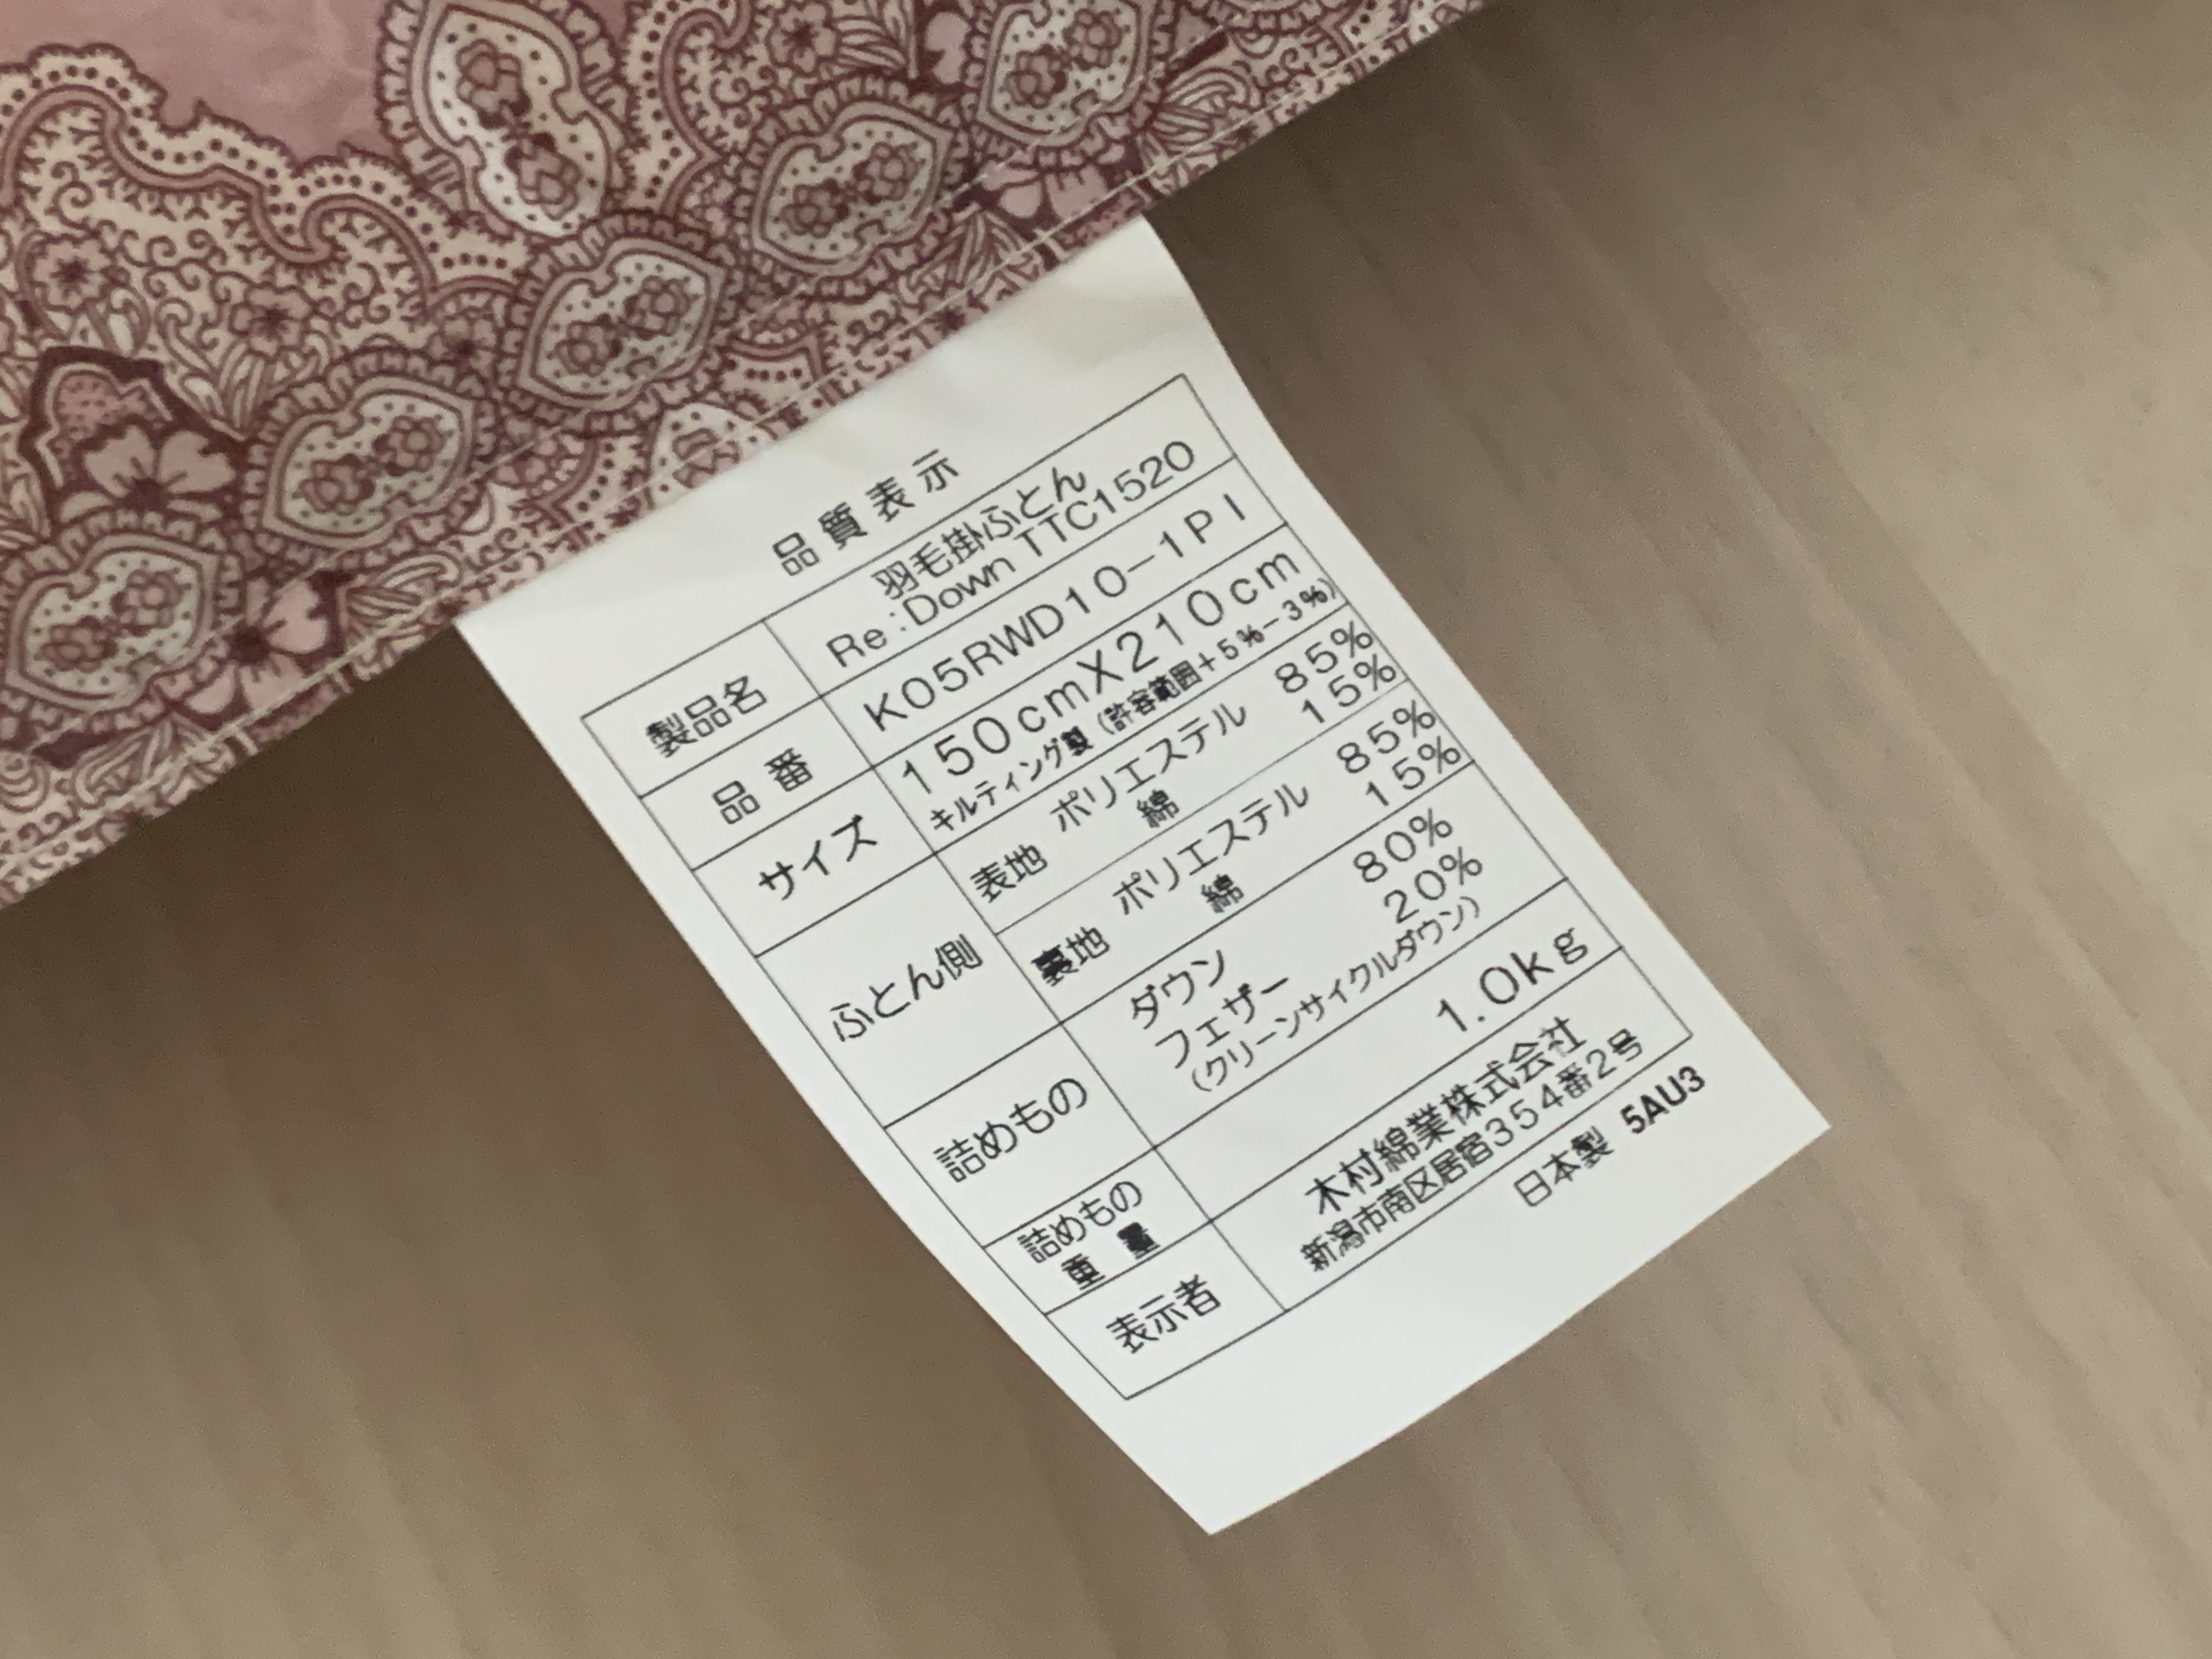 品質表示
製品名 羽毛掛ふとん
Re:Down TTC1520
品番 K05RWD10-1PI
サイズ 150cmX210cm
キルティング製(許容範囲+5%-3%)
ふとん側 表地 ポリエステル 85%
綿 15%
裏地 ポリエステル 85%
綿 15%
詰めもの ダウン 80%
フェザー 20%
(クリーンサイクルダウン)
詰めもの
重量 1.0kg
表示者 木村綿業株式会社
新潟市南区居宿354番2号
日本製 5AU3